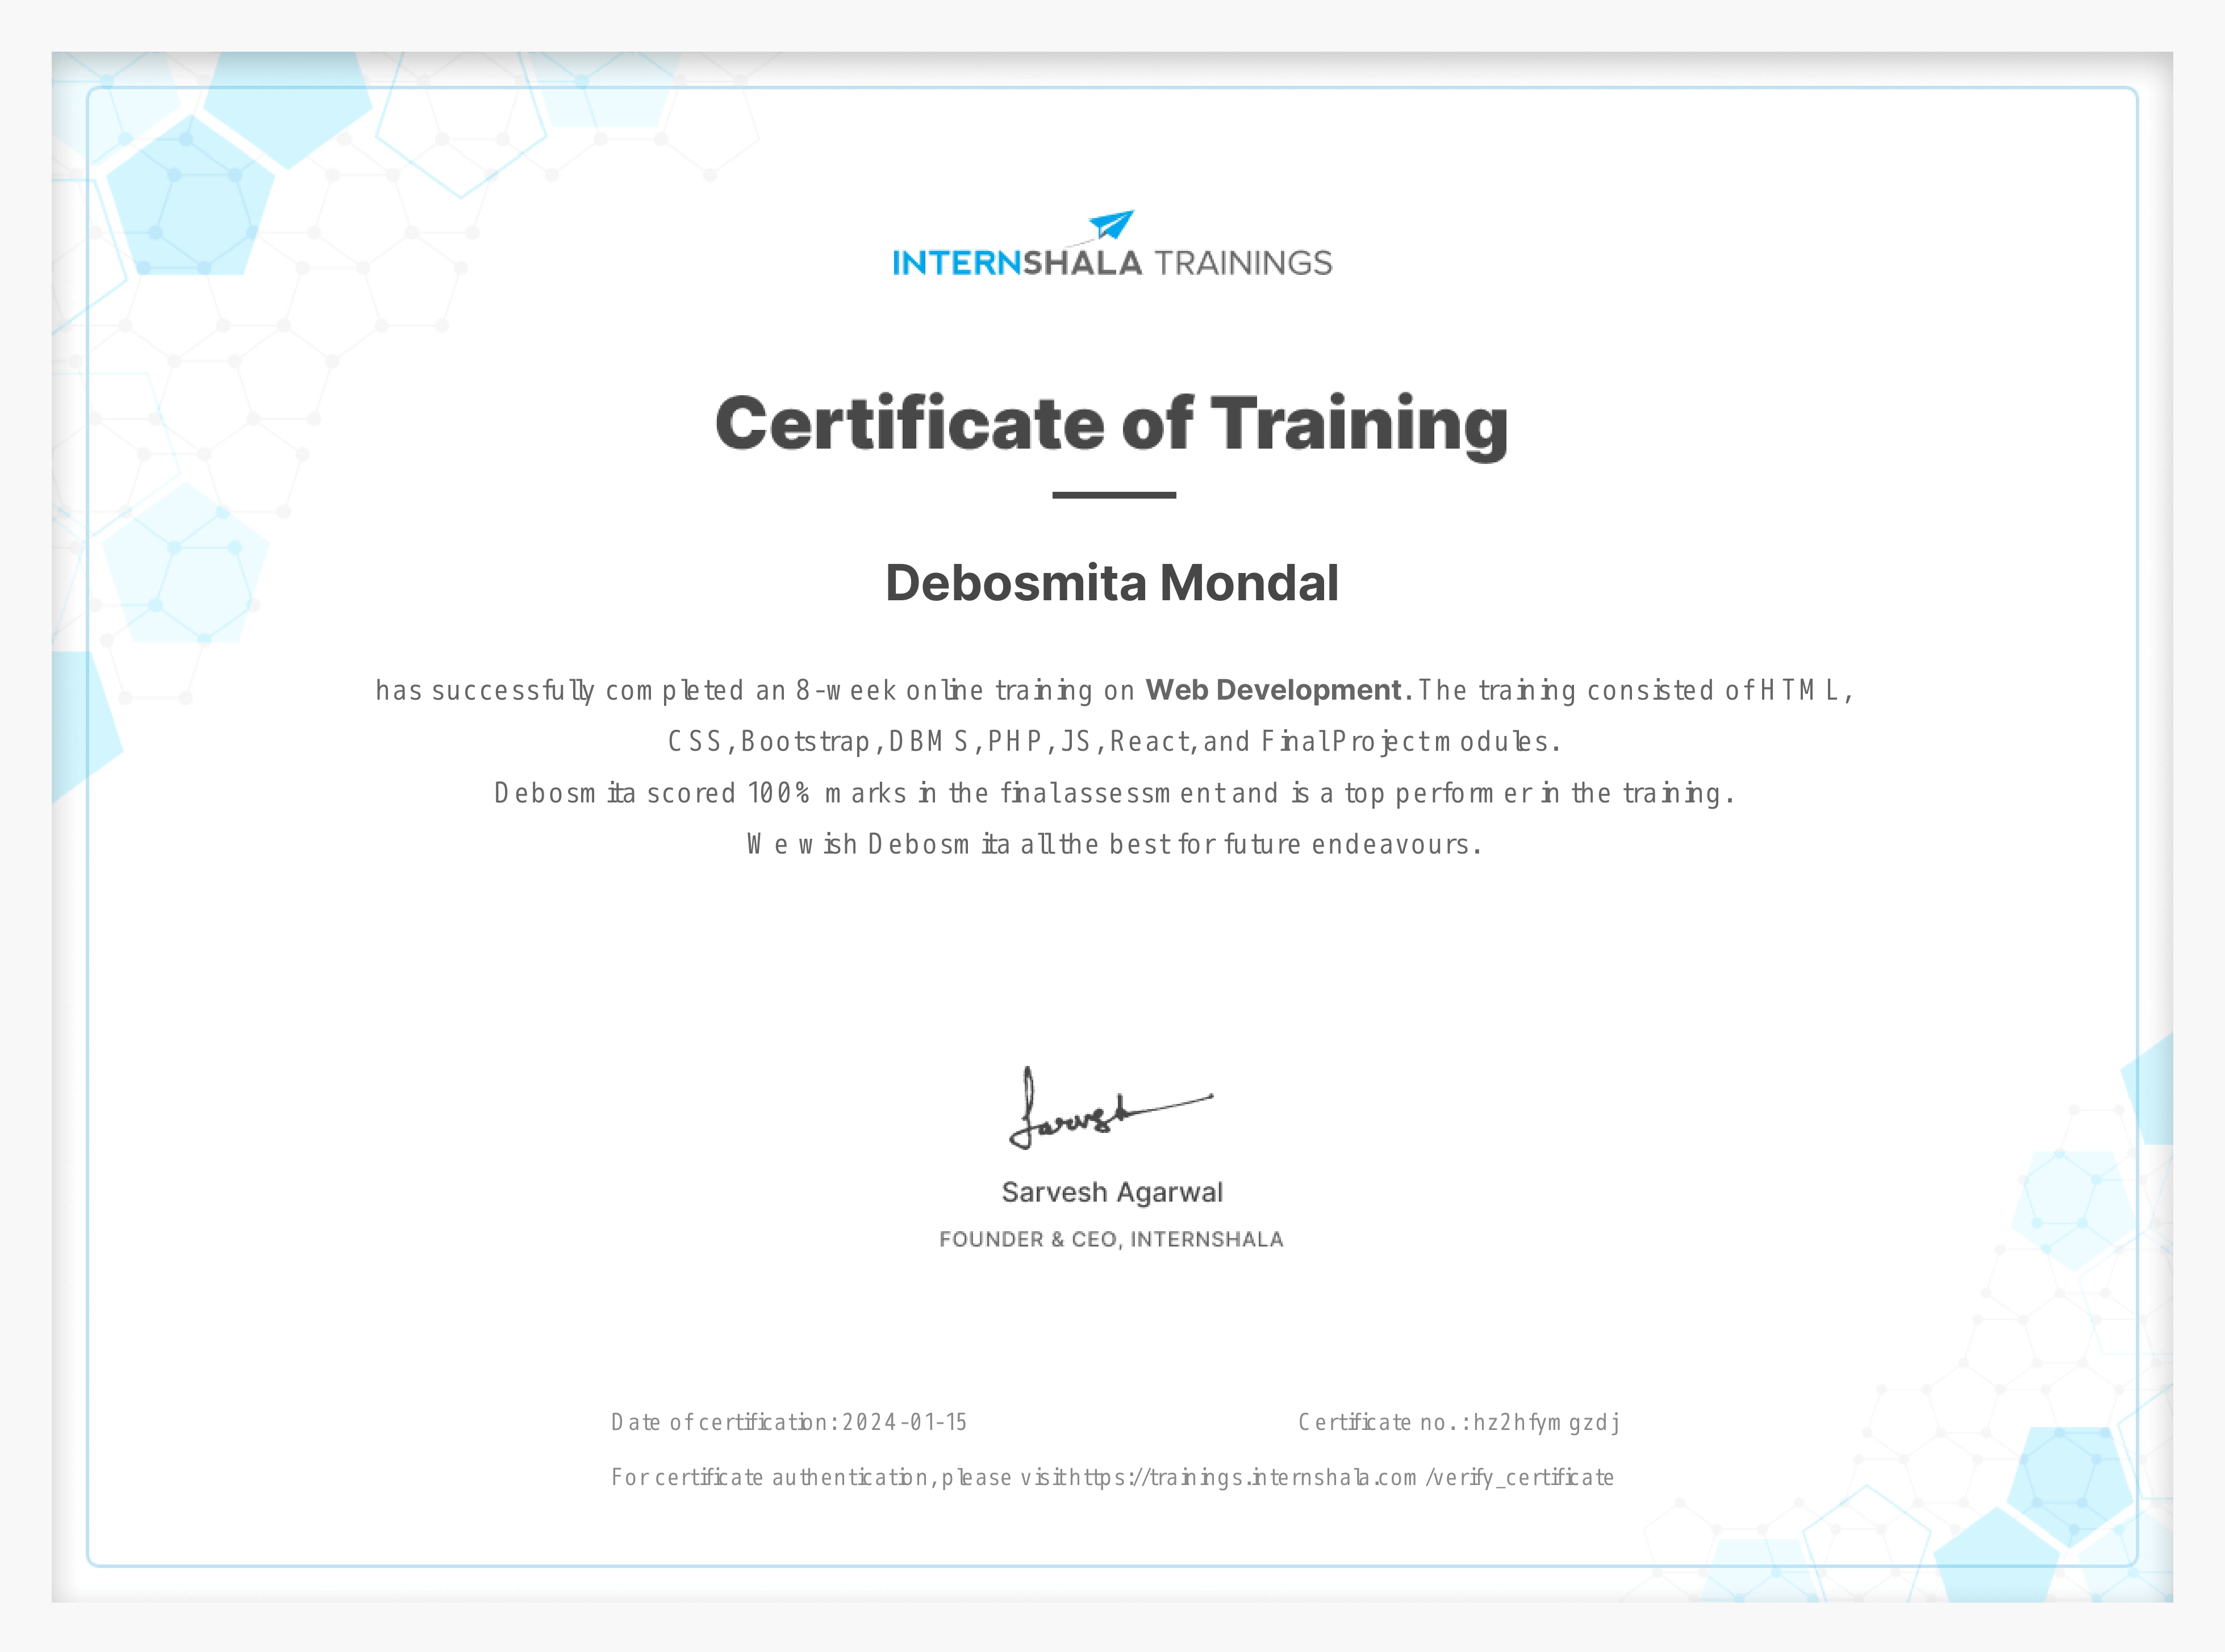 INTERNSHALA TRAININGS
Certificate of Training
Debosmita Mondal
has successfully completed an 8-week online training on Web Development. The training consisted of HTML,
CSS, Bootstrap, DBMS, PHP, JS, React, and Final Project modules.
Debosmita scored 100% marks in the final assessment and is a top performer in the training.
We wish Debosmita all the best for future endeavours.
Sarvesh
Sarvesh Agarwal
FOUNDER & CEO, INTERNSHALA
Date of certification: 2024-01-15 Certificate no. : hz2hfymgzdj
For certificate authentication, please visit https://trainings.internshala.com/verify_certificate